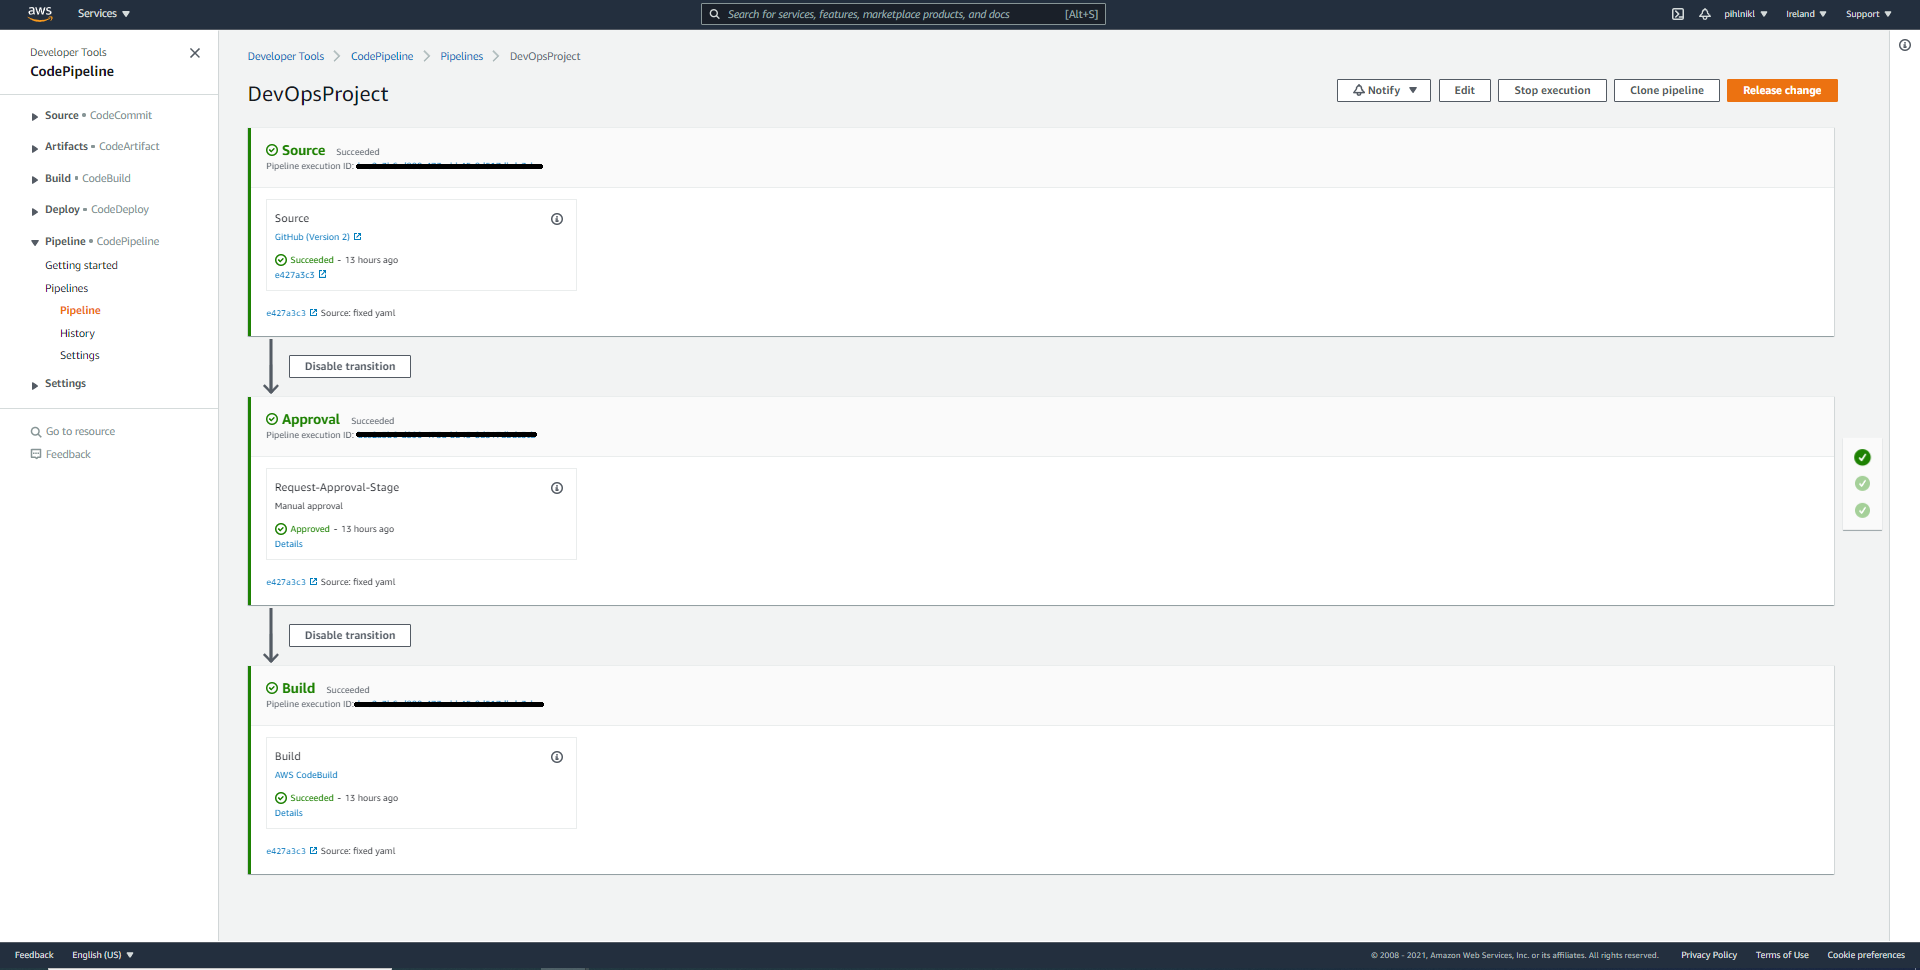 aws
Services
Search for services, features, marketplace products, and docs [Alt+S]
pihlnikl
Ireland
Support
Developer Tools
CodePipeline
Source • CodeCommit
Artifacts • CodeArtifact
Build • CodeBuild
Deploy • CodeDeploy
Pipeline • CodePipeline
Getting started
Pipelines
Pipeline
History
Settings
Settings
Go to resource
Feedback
Developer Tools
CodePipeline
Pipelines
DevOpsProject
DevOpsProject
Notify
Edit
Stop execution
Clone pipeline
Release change
Source Succeeded
Pipeline execution ID:
Source
GitHub (Version 2)
Succeeded - 13 hours ago
e427a3c3
e427a3c3 Source: fixed yaml
Disable transition
Approval Succeeded
Pipeline execution ID:
Request-Approval-Stage
Manual approval
Approved - 13 hours ago
Details
e427a3c3 Source: fixed yaml
Disable transition
Build Succeeded
Pipeline execution ID:
Build
AWS CodeBuild
Succeeded - 13 hours ago
Details
e427a3c3 Source: fixed yaml
Feedback
English (US)
© 2008 - 2021, Amazon Web Services, Inc. or its affiliates. All rights reserved.
Privacy Policy
Terms of Use
Cookie preferences